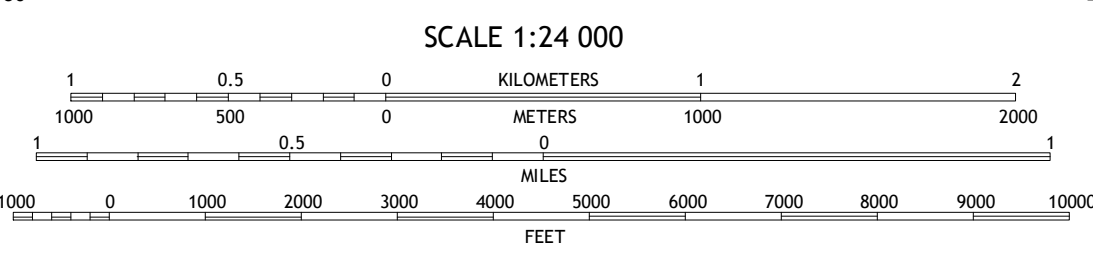 SCALE 1:24 000
1 0.5 0 KILOMETERS 1 2
1000 500 0 METERS 1000 2000
1 0.5 0 1
MILES
1000 0 1000 2000 3000 4000 5000 6000 7000 8000 9000 10000
FEET